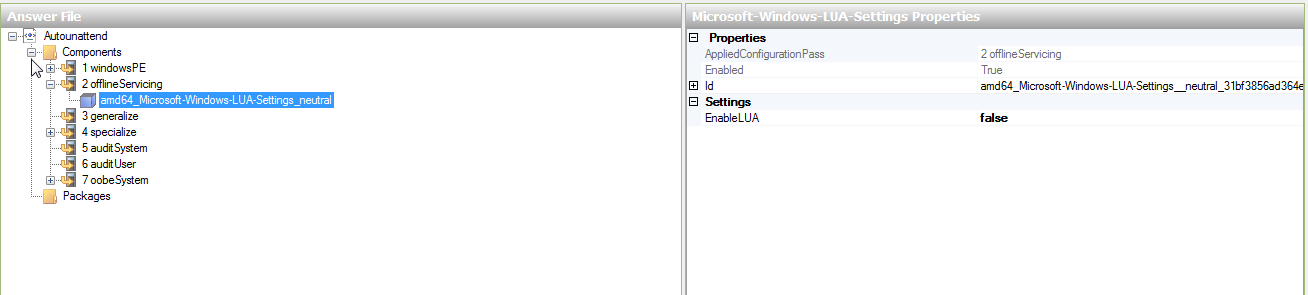 Answer File
Autounattend
Components
1 windowsPE
2 offlineServicing
amd64_Microsoft-Windows-LUA-Settings_neutral
3 generalize
4 specialize
5 auditSystem
6 auditUser
7 oobeSystem
Packages
Microsoft-Windows-LUA-Settings Properties
Properties
AppliedConfigurationPass 2 offlineServicing
Enabled True
Id amd64_Microsoft-Windows-LUA-Settings__neutral_31bf3856ad364e
Settings
EnableLUA false